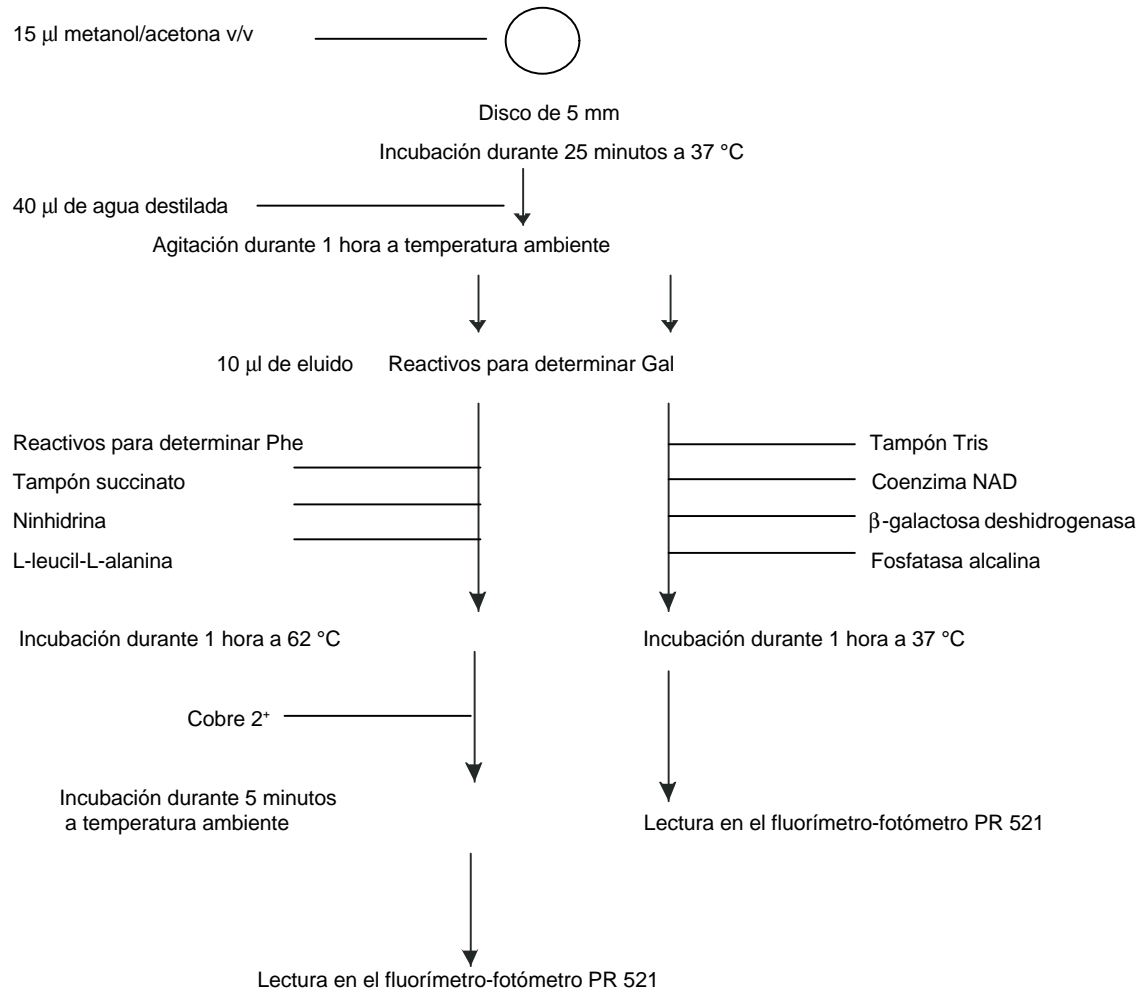 15 μl metanol/acetona v/v
Disco de 5 mm
Incubación durante 25 minutos a 37 °C
40 μl de agua destilada
Agitación durante 1 hora a temperatura ambiente
10 μl de eluido Reactivos para determinar Gal
Reactivos para determinar Phe
Tampón succinato
Ninhidrina
L-leucil-L-alanina
Tampón Tris
Coenzima NAD
β-galactosa deshidrogenasa
Fosfatasa alcalina
Incubación durante 1 hora a 62 °C
Incubación durante 1 hora a 37 °C
Cobre 2⁺
Incubación durante 5 minutos
a temperatura ambiente
Lectura en el fluorímetro-fotómetro PR 521
Lectura en el fluorímetro-fotómetro PR 521